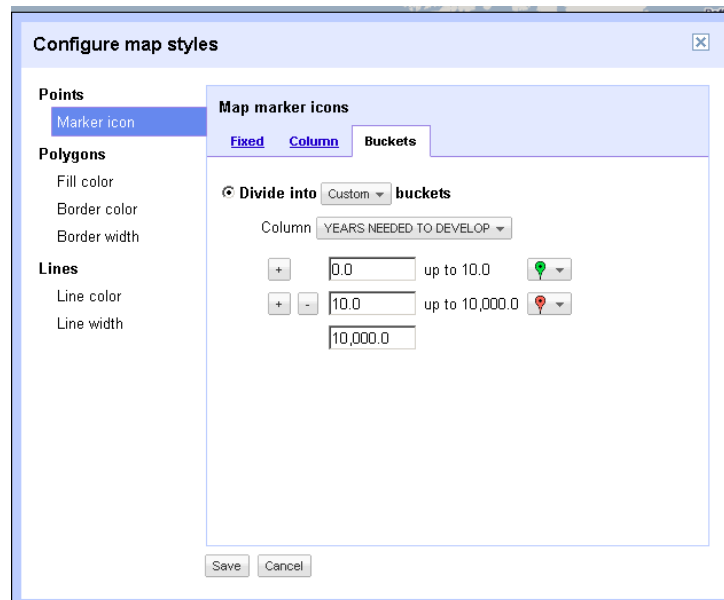 Configure map styles
Points
Marker icon
Polygons
Fill color
Border color
Border width
Lines
Line color
Line width
Map marker icons
Fixed Column Buckets
Divide into Custom buckets
Column YEARS NEEDED TO DEVELOP
+ 0.0 up to 10.0
+ - 10.0 up to 10,000.0
10,000.0
Save Cancel